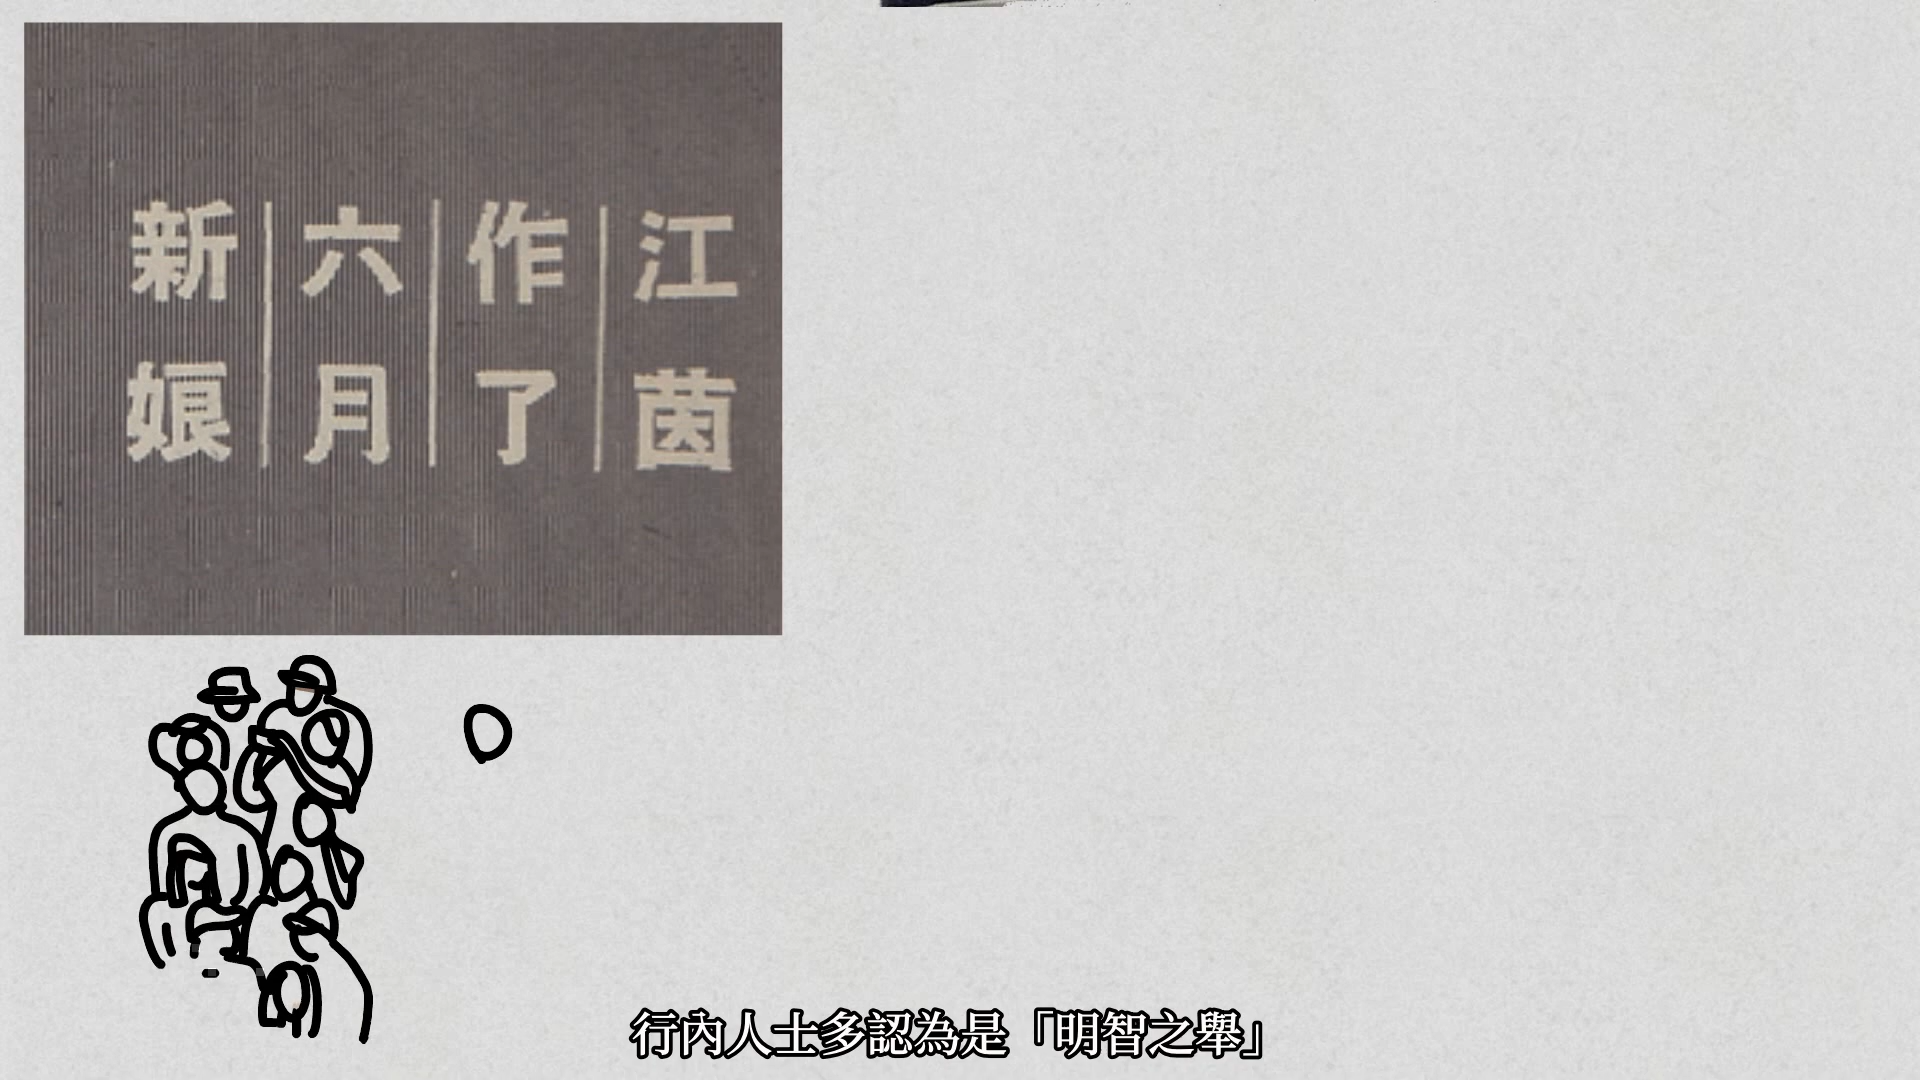 江茵
作了
六月
新娘
行內人士多認為是「明智之舉」